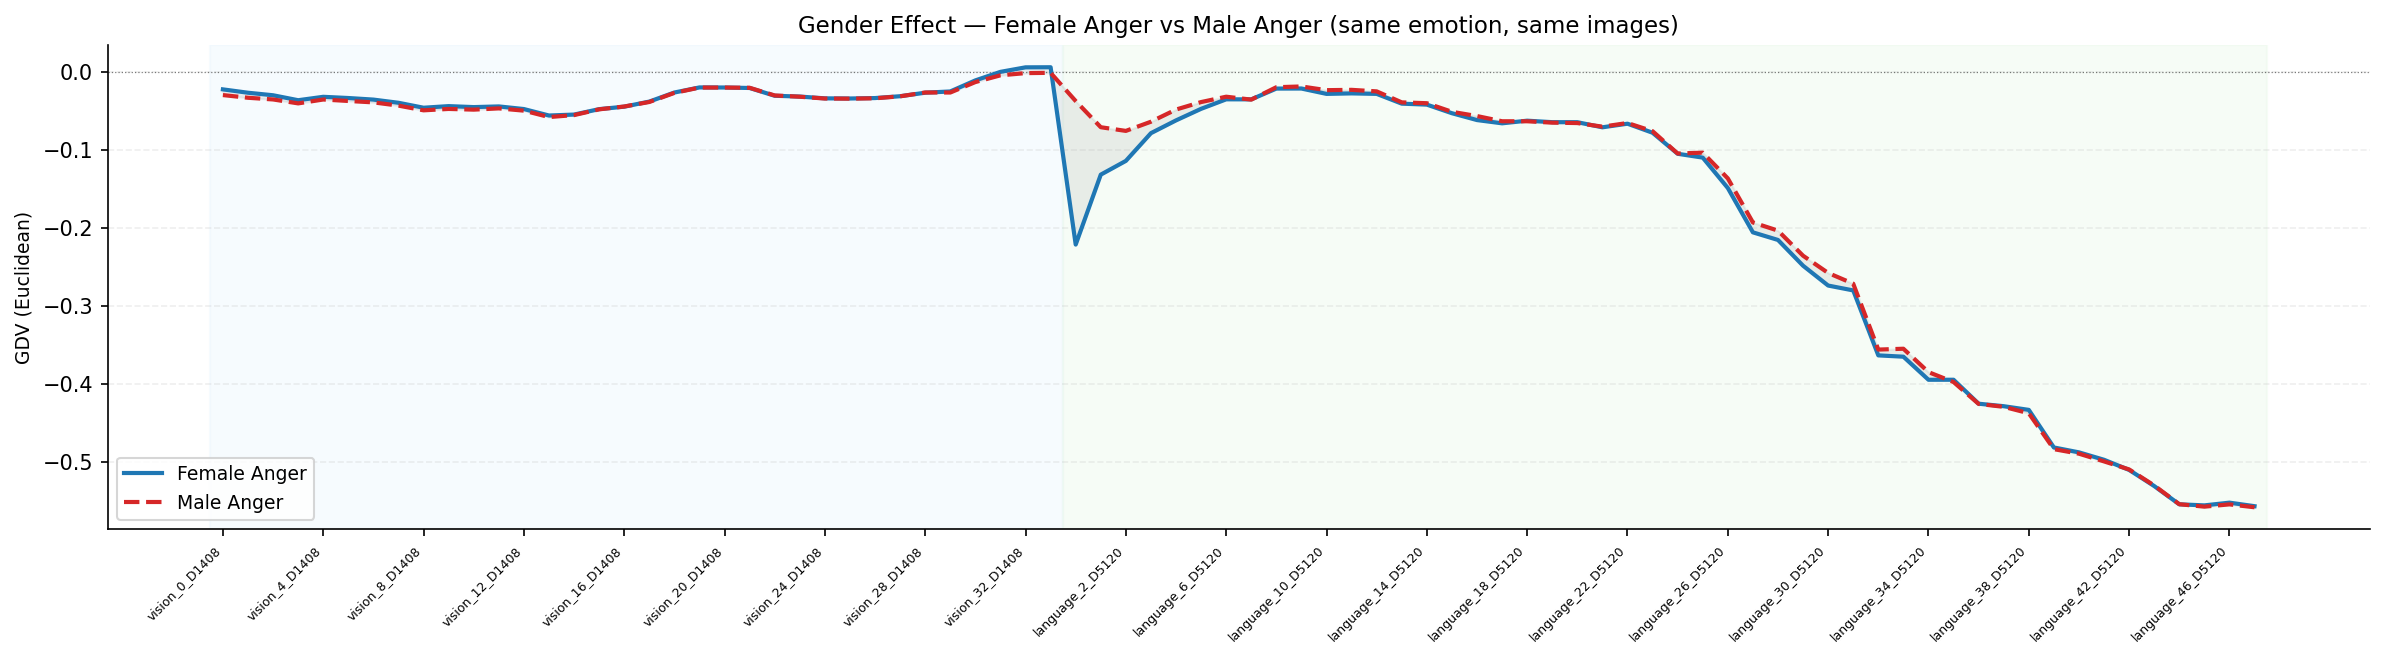 Gender Effect — Female Anger vs Male Anger (same emotion, same images)
GDV (Euclidean)
0.0
−0.1
−0.2
−0.3
−0.4
−0.5
Female Anger
Male Anger
vision_0_D1408
vision_4_D1408
vision_8_D1408
vision_12_D1408
vision_16_D1408
vision_20_D1408
vision_24_D1408
vision_28_D1408
vision_32_D1408
language_2_D5120
language_6_D5120
language_10_D5120
language_14_D5120
language_18_D5120
language_22_D5120
language_26_D5120
language_30_D5120
language_34_D5120
language_38_D5120
language_42_D5120
language_46_D5120